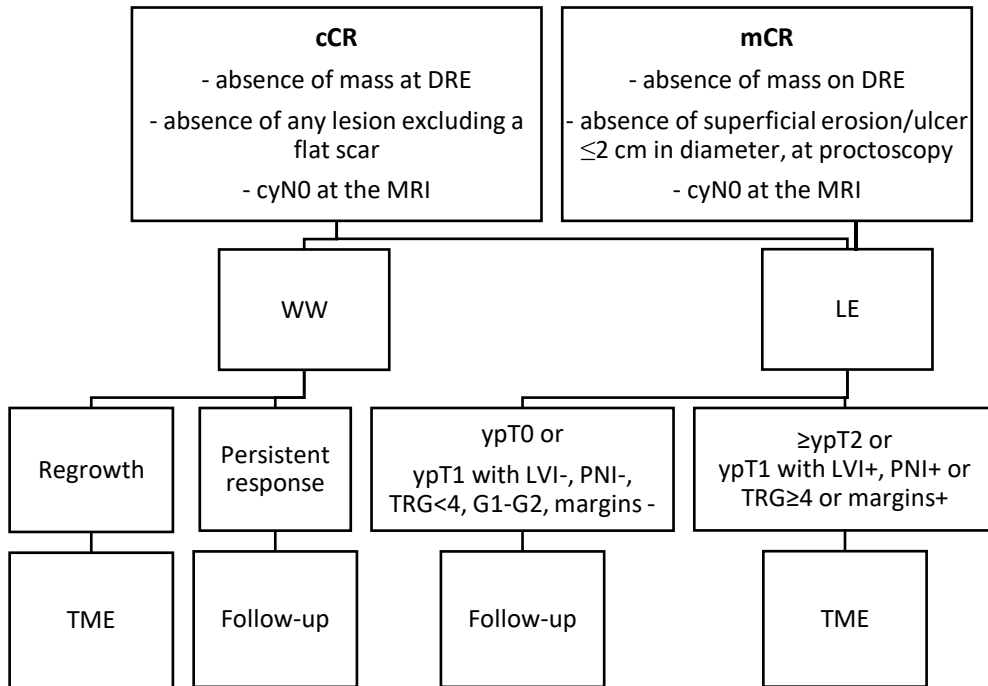 cCR
- absence of mass at DRE
- absence of any lesion excluding a
flat scar
- cyN0 at the MRI
mCR
- absence of mass on DRE
- absence of superficial erosion/ulcer
≤2 cm in diameter, at proctoscopy
- cyN0 at the MRI
WW
LE
Regrowth
Persistent
response
ypT0 or
ypT1 with LVI-, PNI-,
TRG<4, G1-G2, margins -
≥ypT2 or
ypT1 with LVI+, PNI+ or
TRG≥4 or margins+
TME
Follow-up
Follow-up
TME